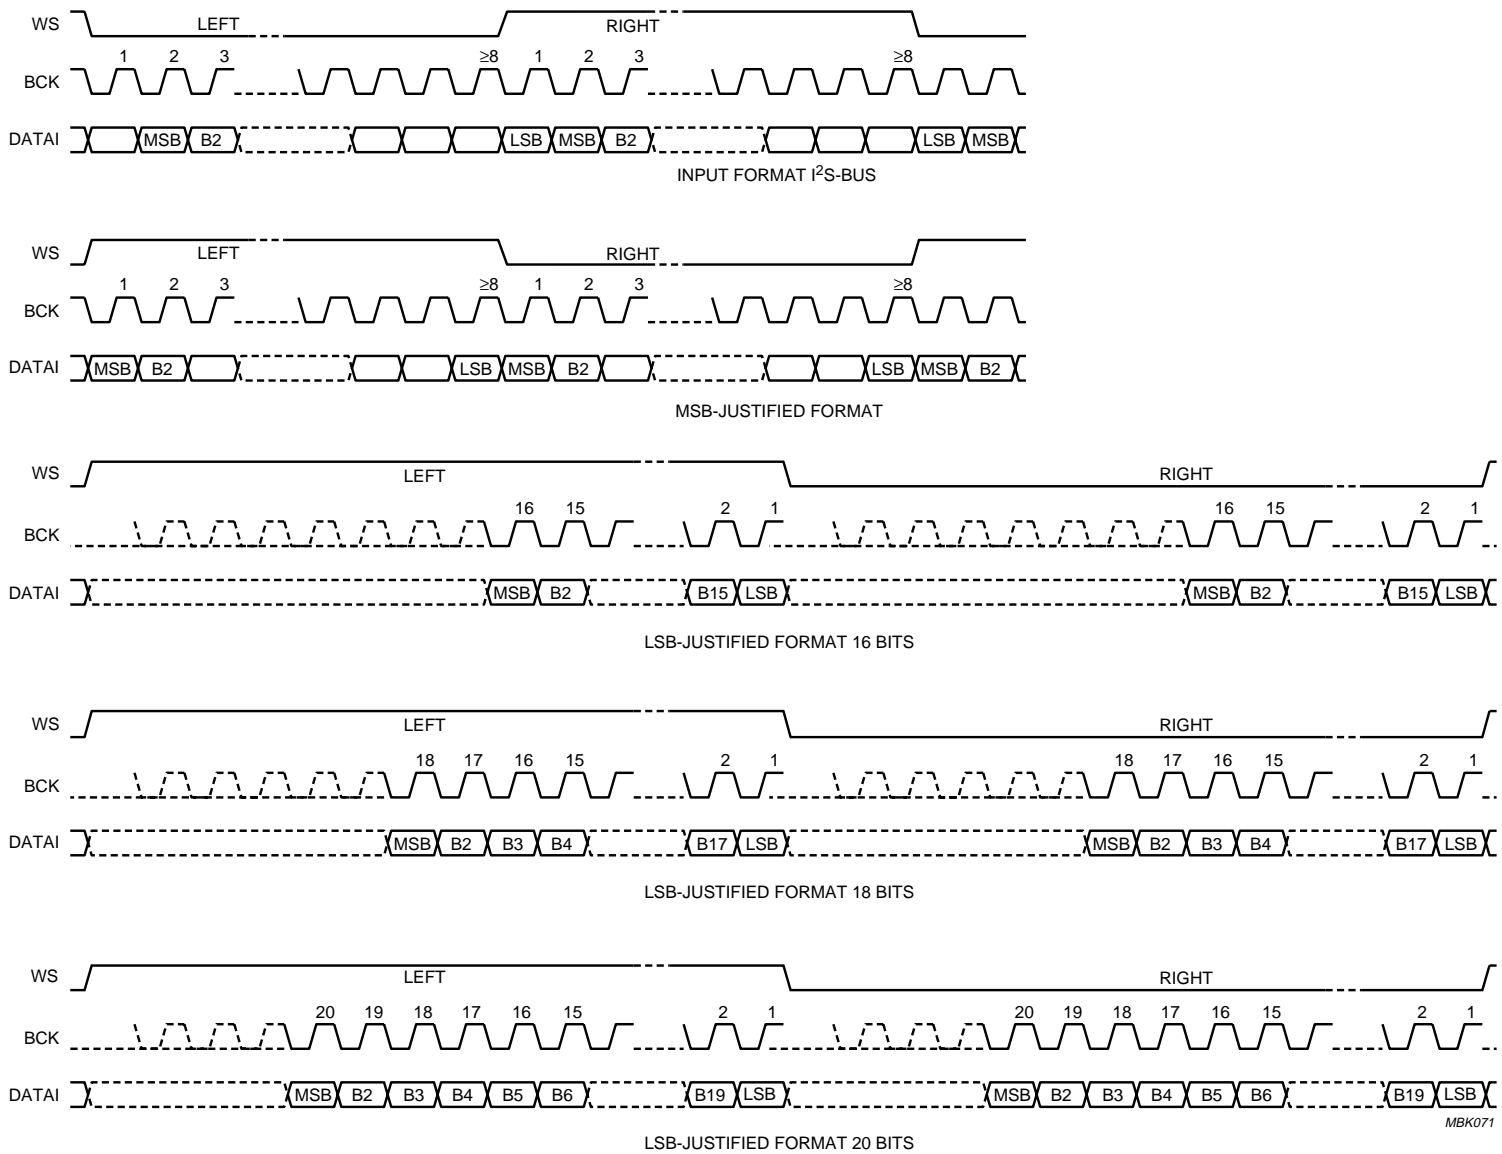 WS LEFT RIGHT
1 2 3 ≥8 1 2 3 ≥8
BCK
DATAI MSB B2 LSB MSB B2 LSB MSB
INPUT FORMAT I²S-BUS
WS LEFT RIGHT
1 2 3 ≥8 1 2 3 ≥8
BCK
DATAI MSB B2 LSB MSB B2 LSB MSB B2
MSB-JUSTIFIED FORMAT
WS LEFT RIGHT
16 15 2 1 16 15 2 1
BCK
DATAI MSB B2 B15 LSB MSB B2 B15 LSB
LSB-JUSTIFIED FORMAT 16 BITS
WS LEFT RIGHT
18 17 16 15 2 1 18 17 16 15 2 1
BCK
DATAI MSB B2 B3 B4 B17 LSB MSB B2 B3 B4 B17 LSB
LSB-JUSTIFIED FORMAT 18 BITS
WS LEFT RIGHT
20 19 18 17 16 15 2 1 20 19 18 17 16 15 2 1
BCK
DATAI MSB B2 B3 B4 B5 B6 B19 LSB MSB B2 B3 B4 B5 B6 B19 LSB
MBK071
LSB-JUSTIFIED FORMAT 20 BITS